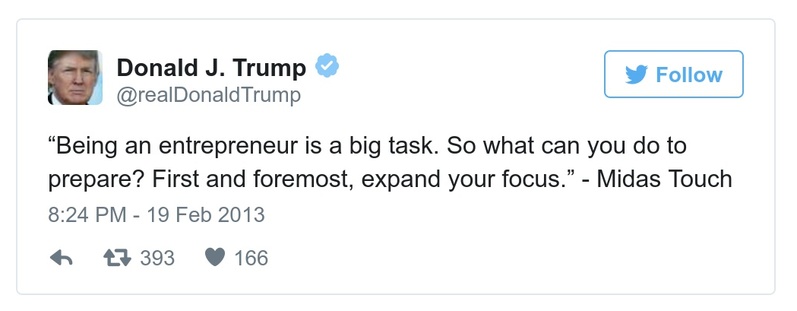 Donald J. Trump
@realDonaldTrump
Follow
“Being an entrepreneur is a big task. So what can you do to
prepare? First and foremost, expand your focus.” - Midas Touch
8:24 PM - 19 Feb 2013
393 166